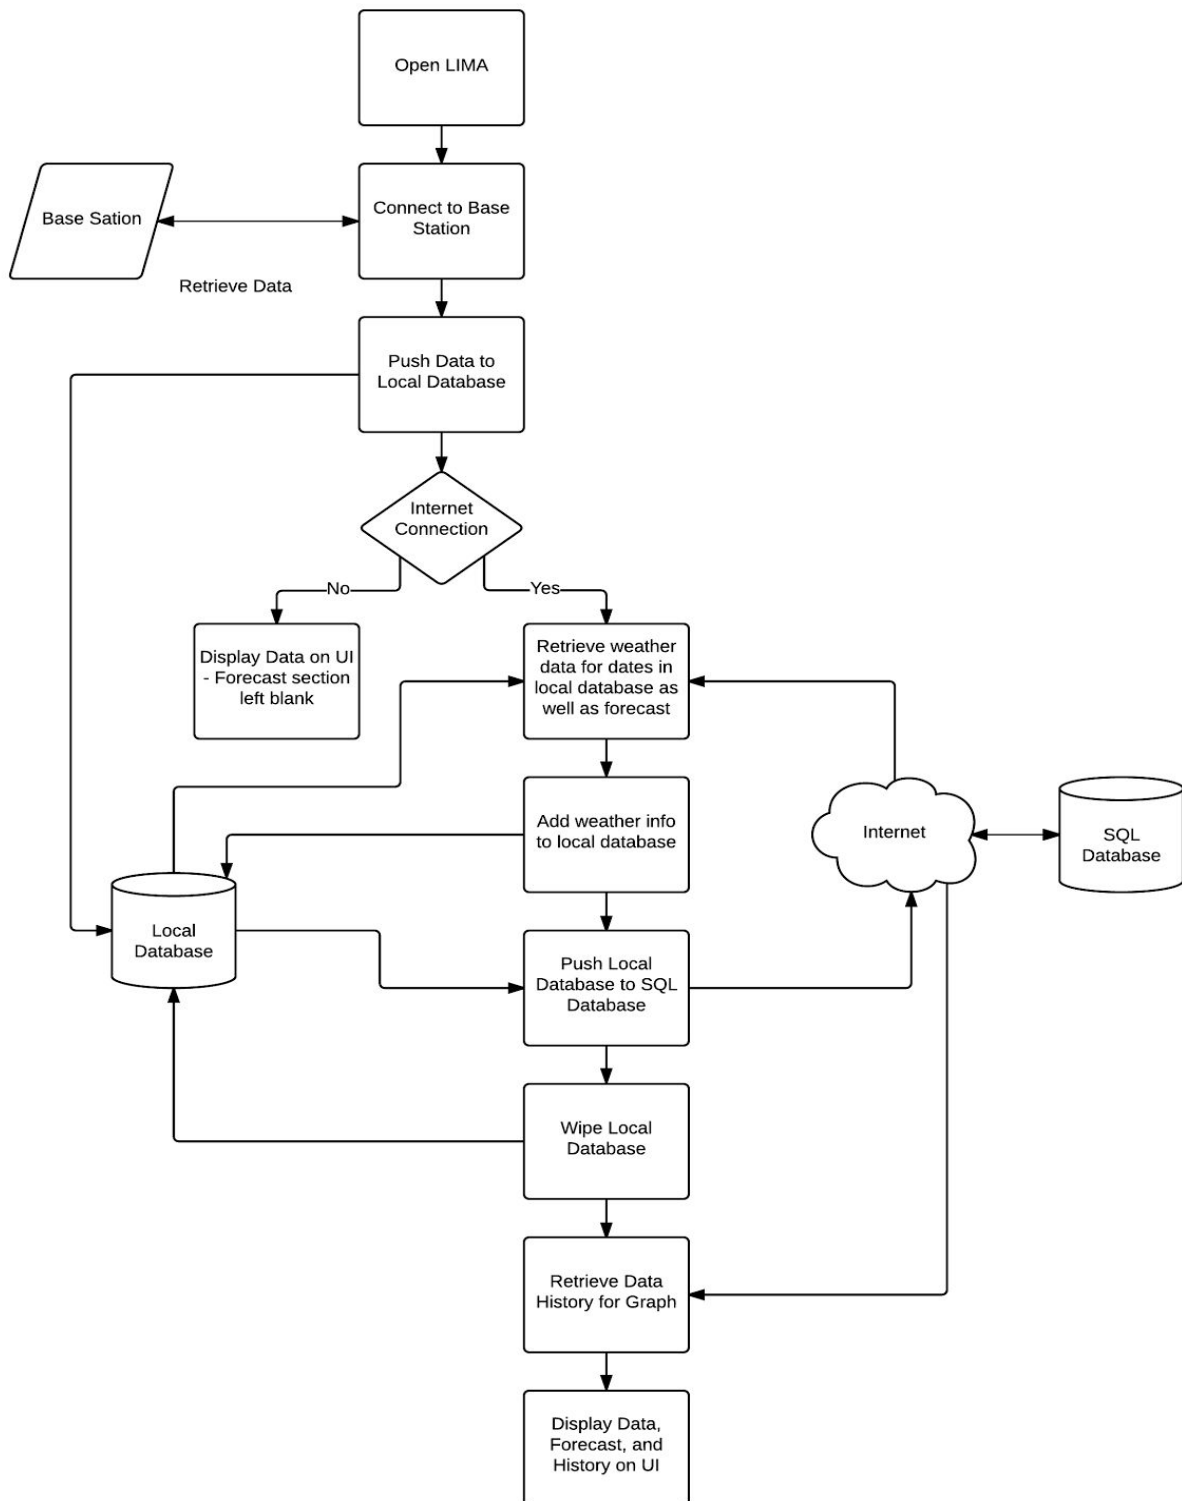 Open LIMA
Base Sation
Connect to Base
Station
Retrieve Data
Push Data to
Local Database
Internet
Connection
No
Yes
Display Data on UI
- Forecast section
left blank
Retrieve weather
data for dates in
local database as
well as forecast
Add weather info
to local database
Internet
SQL
Database
Local
Database
Push Local
Database to SQL
Database
Wipe Local
Database
Retrieve Data
History for Graph
Display Data,
Forecast, and
History on UI